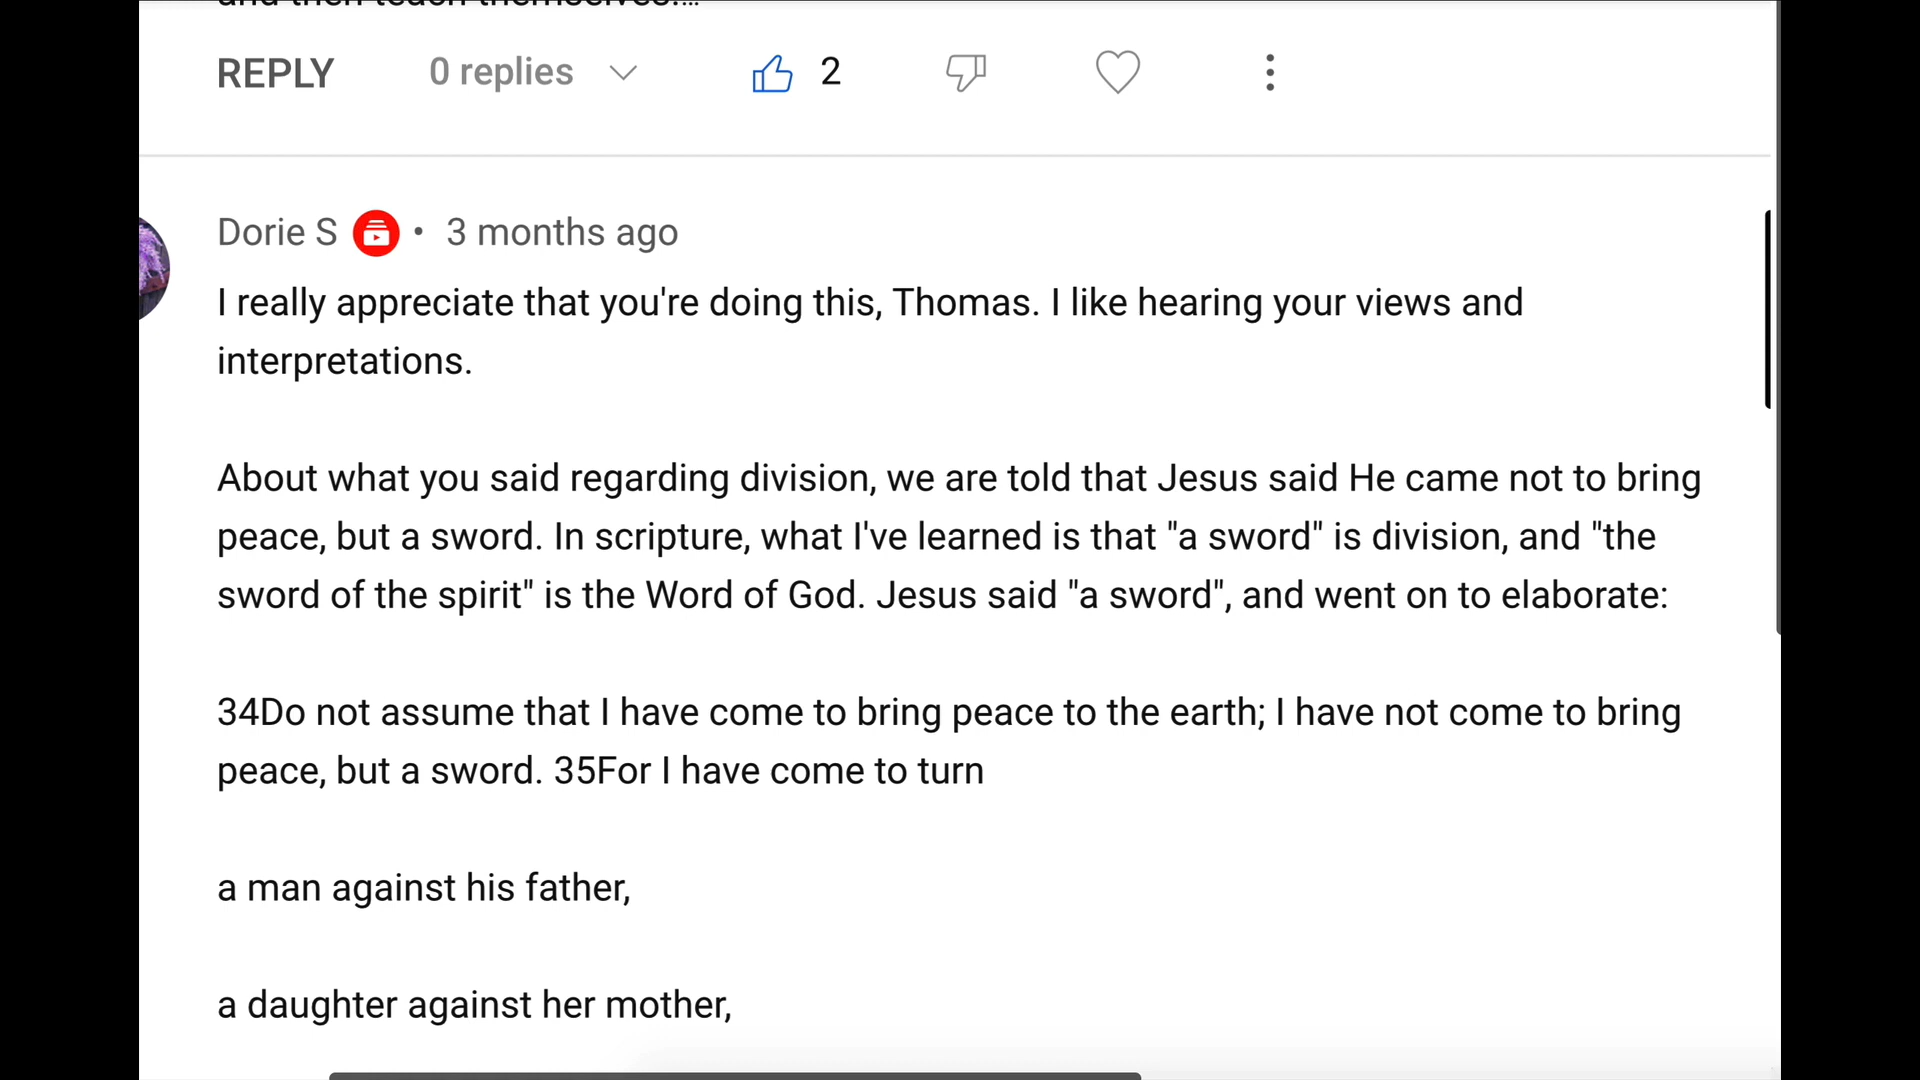 and then teach themselves....
REPLY 0 replies 2
Dorie S • 3 months ago
I really appreciate that you're doing this, Thomas. I like hearing your views and
interpretations.
About what you said regarding division, we are told that Jesus said He came not to bring
peace, but a sword. In scripture, what I've learned is that "a sword" is division, and "the
sword of the spirit" is the Word of God. Jesus said "a sword", and went on to elaborate:
34Do not assume that I have come to bring peace to the earth; I have not come to bring
peace, but a sword. 35For I have come to turn
a man against his father,
a daughter against her mother,